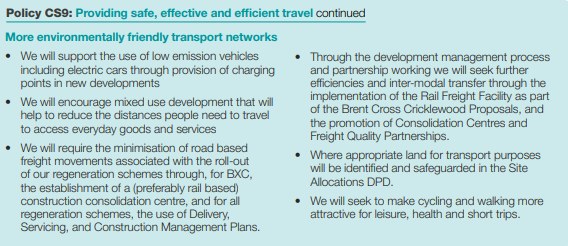 Policy CS9: Providing safe, effective and efficient travel continued
More environmentally friendly transport networks
• We will support the use of low emission vehicles
including electric cars through provision of charging
points in new developments
• We will encourage mixed use development that will
help to reduce the distances people need to travel
to access everyday goods and services
• We will require the minimisation of road based
freight movements associated with the roll-out
of our regeneration schemes through, for BXC,
the establishment of a (preferably rail based)
construction consolidation centre, and for all
regeneration schemes, the use of Delivery,
Servicing, and Construction Management Plans.
• Through the development management process
and partnership working we will seek further
efficiencies and inter-modal transfer through the
implementation of the Rail Freight Facility as part
of the Brent Cross Cricklewood Proposals, and
the promotion of Consolidation Centres and
Freight Quality Partnerships.
• Where appropriate land for transport purposes
will be identified and safeguarded in the Site
Allocations DPD.
• We will seek to make cycling and walking more
attractive for leisure, health and short trips.